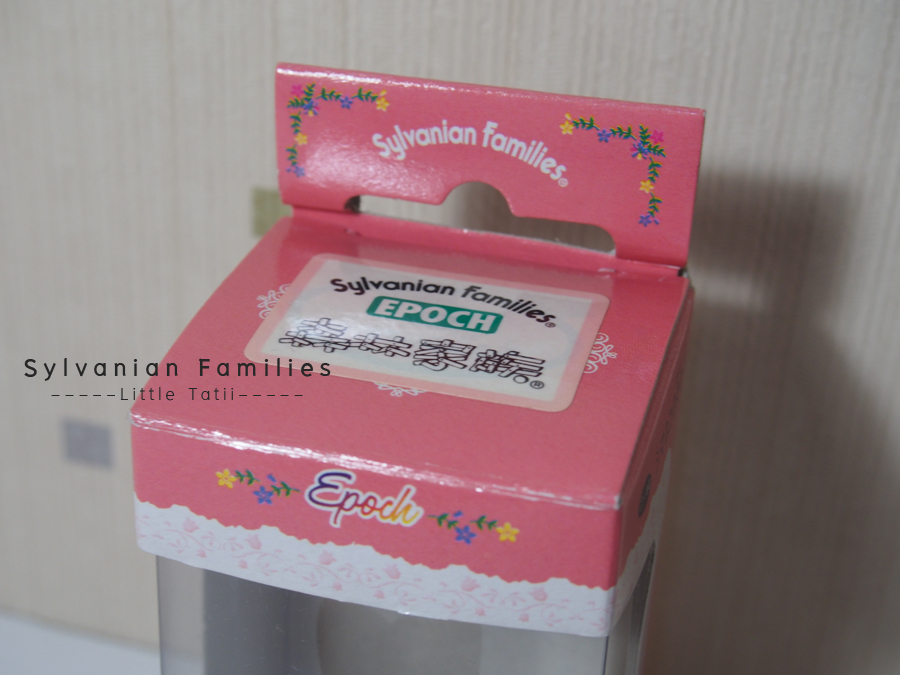 Sylvanian Families®
Sylvanian Families®
EPOCH
森林家族®
Sylvanian Families
-----Little Tatii-----
Epoch